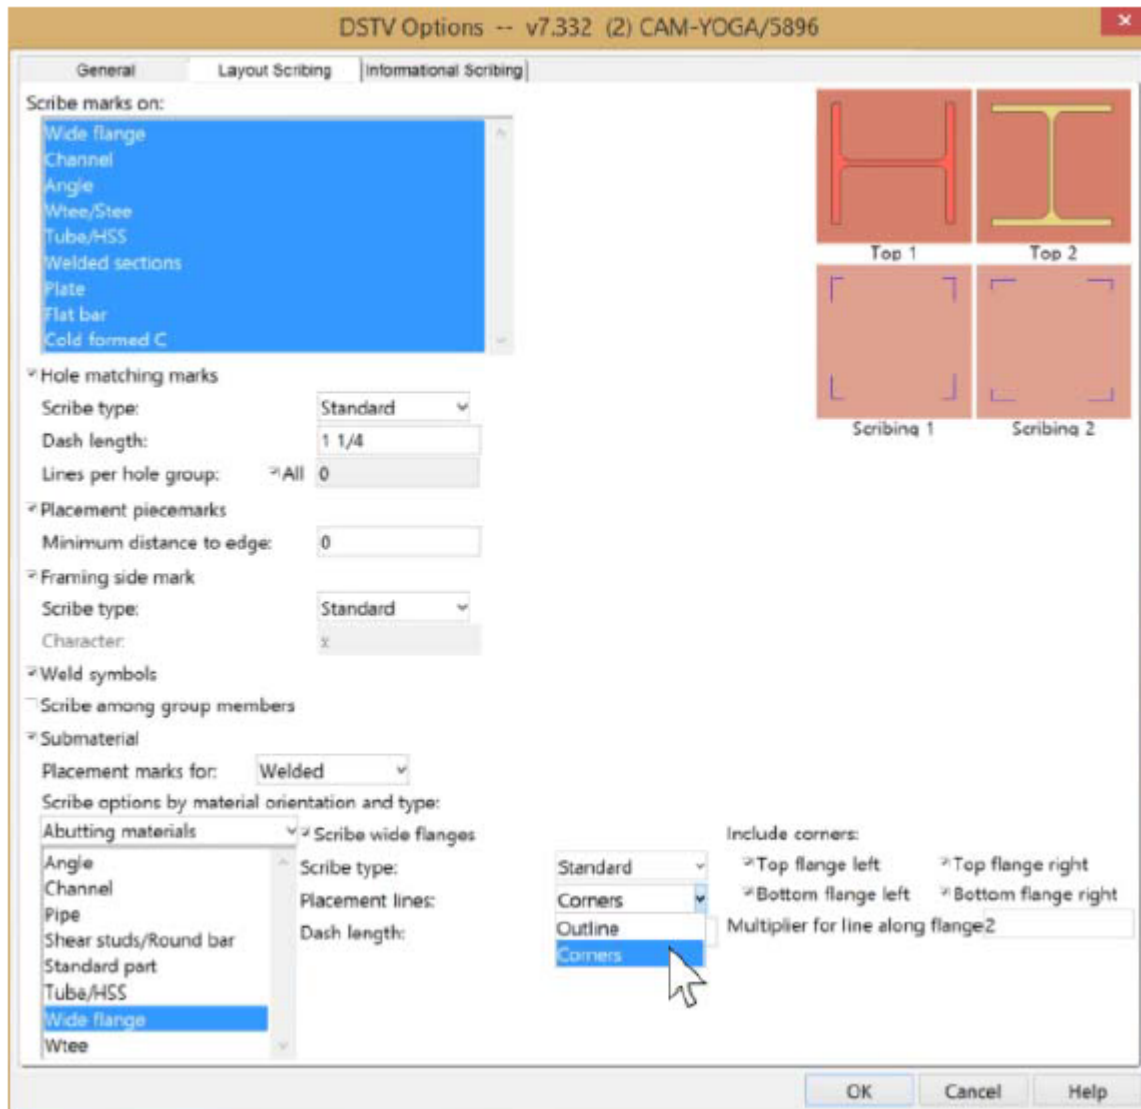 DSTV Options -- v7.332 (2) CAM-YOGA/5896
General Layout Scribing Informational Scribing
Scribe marks on:
Wide flange
Channel
Angle
Wtee/Stee
Tube/HSS
Welded sections
Plate
Flat bar
Cold formed C
Top 1 Top 2
Scribing 1 Scribing 2
Hole matching marks
Scribe type: Standard
Dash length: 1 1/4
Lines per hole group: All 0
Placement piecemarks
Minimum distance to edge: 0
Framing side mark
Scribe type: Standard
Character: x
Weld symbols
Scribe among group members
Submaterial
Placement marks for: Welded
Scribe options by material orientation and type:
Abutting materials
Angle
Channel
Pipe
Shear studs/Round bar
Standard part
Tube/HSS
Wide flange
Wtee
Scribe wide flanges
Scribe type: Standard
Placement lines: Corners
Outline
Corners
Dash length:
Include corners:
Top flange left Top flange right
Bottom flange left Bottom flange right
Multiplier for line along flange 2
OK Cancel Help